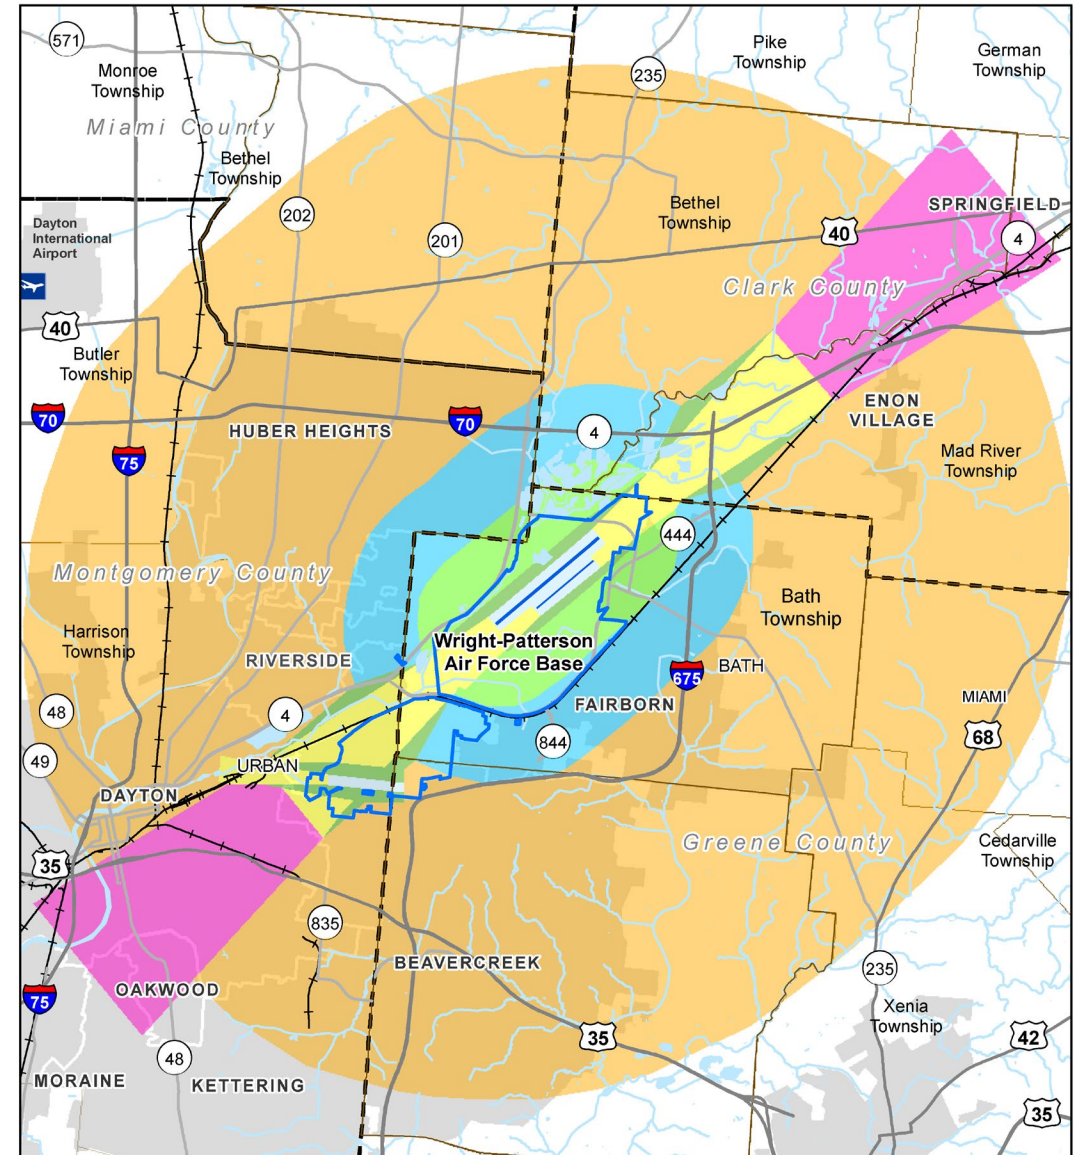 571
Monroe
Township
Miami County
235
Pike
Township
German
Township
Bethel
Township
202
201
Bethel
Township
40
SPRINGFIELD
4
Dayton
International
Airport
Clark County
40
Butler
Township
70
75
HUBER HEIGHTS
70
4
ENON
VILLAGE
Mad River
Township
444
Montgomery County
Harrison
Township
RIVERSIDE
Wright-Patterson
Air Force Base
Bath
Township
675
BATH
FAIRBORN
MIAMI
68
48
4
844
49
URBAN
DAYTON
35
Greene County
Cedarville
Township
835
BEAVERCREEK
235
75
OAKWOOD
Xenia
Township
35
42
48
MORAINE
KETTERING
35